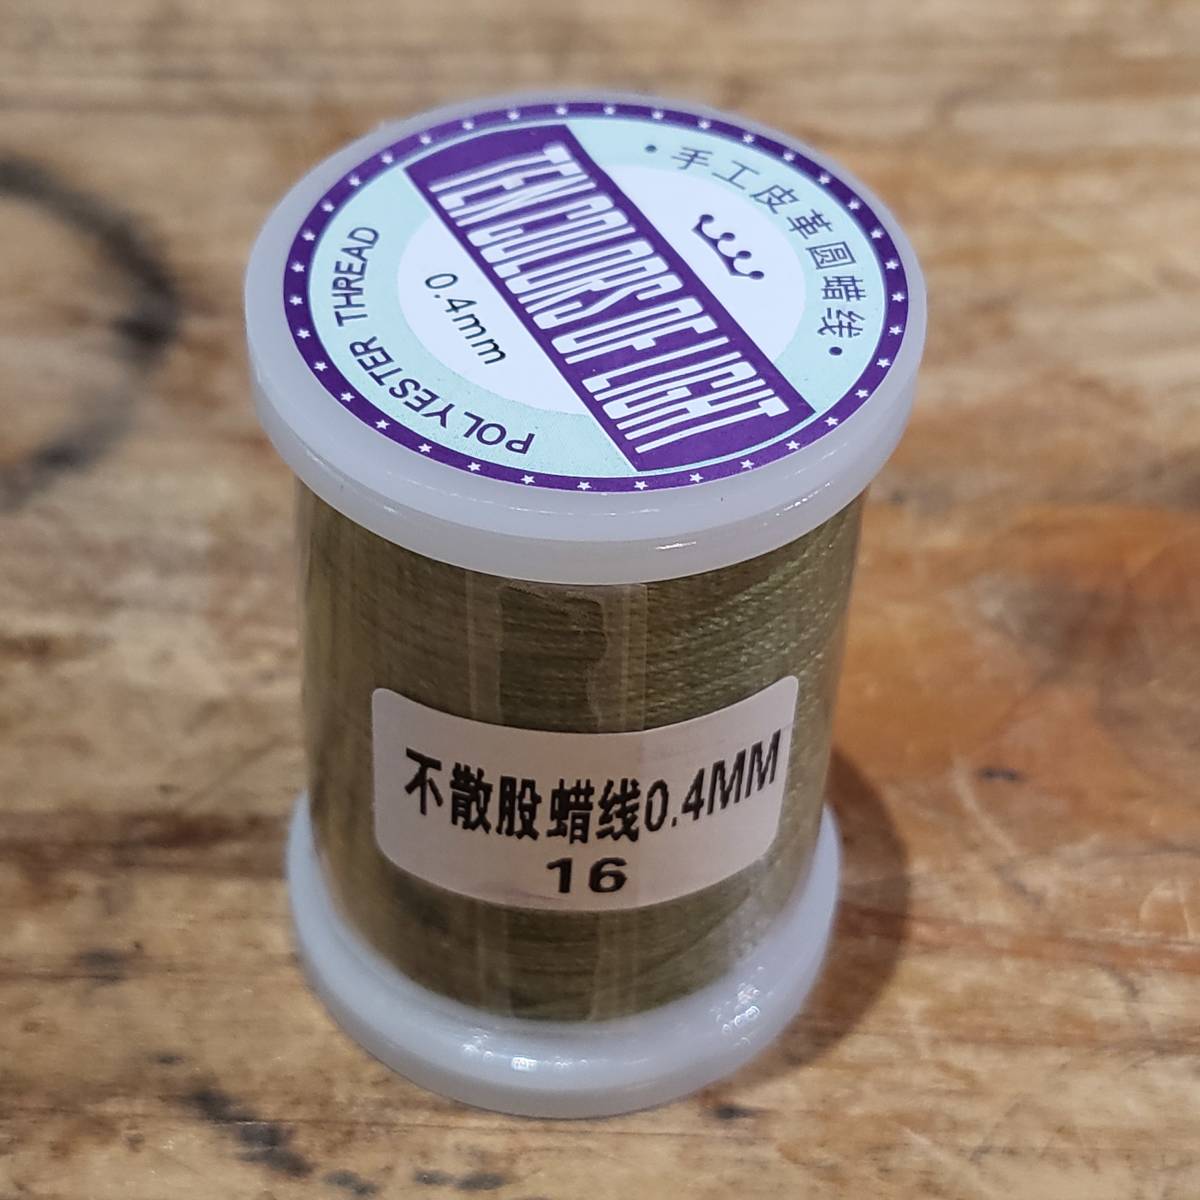 ·手工皮革圆蜡线·
TEN COLORS OF LIGHT
0.4mm
POLYESTER THREAD
不散股蜡线0.4MM
16